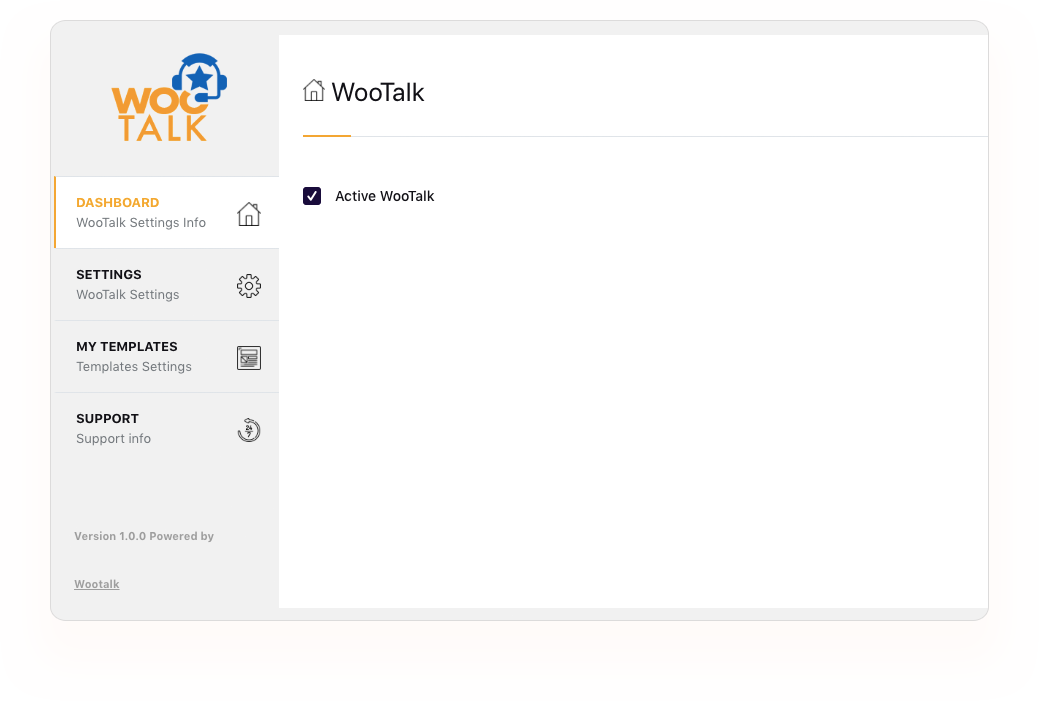 WOO
TALK
DASHBOARD
WooTalk Settings Info
SETTINGS
WooTalk Settings
MY TEMPLATES
Templates Settings
SUPPORT
Support info
24
7
Version 1.0.0 Powered by
Wootalk
WooTalk
Active WooTalk